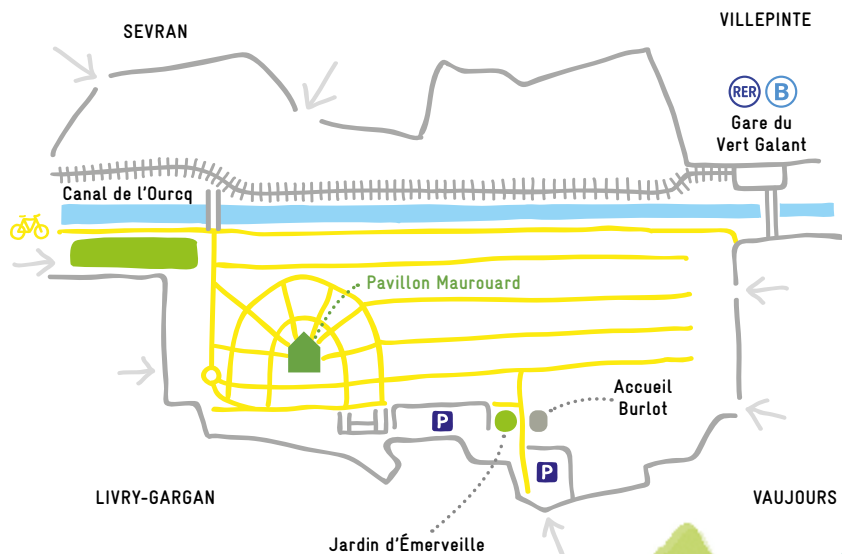 SEVRAN
VILLEPINTE
RER B
Gare du
Vert Galant
Canal de l'Ourcq
Pavillon Maurouard
Accueil
Burlot
P
P
LIVRY-GARGAN
VAUJOURS
Jardin d'Émerveille